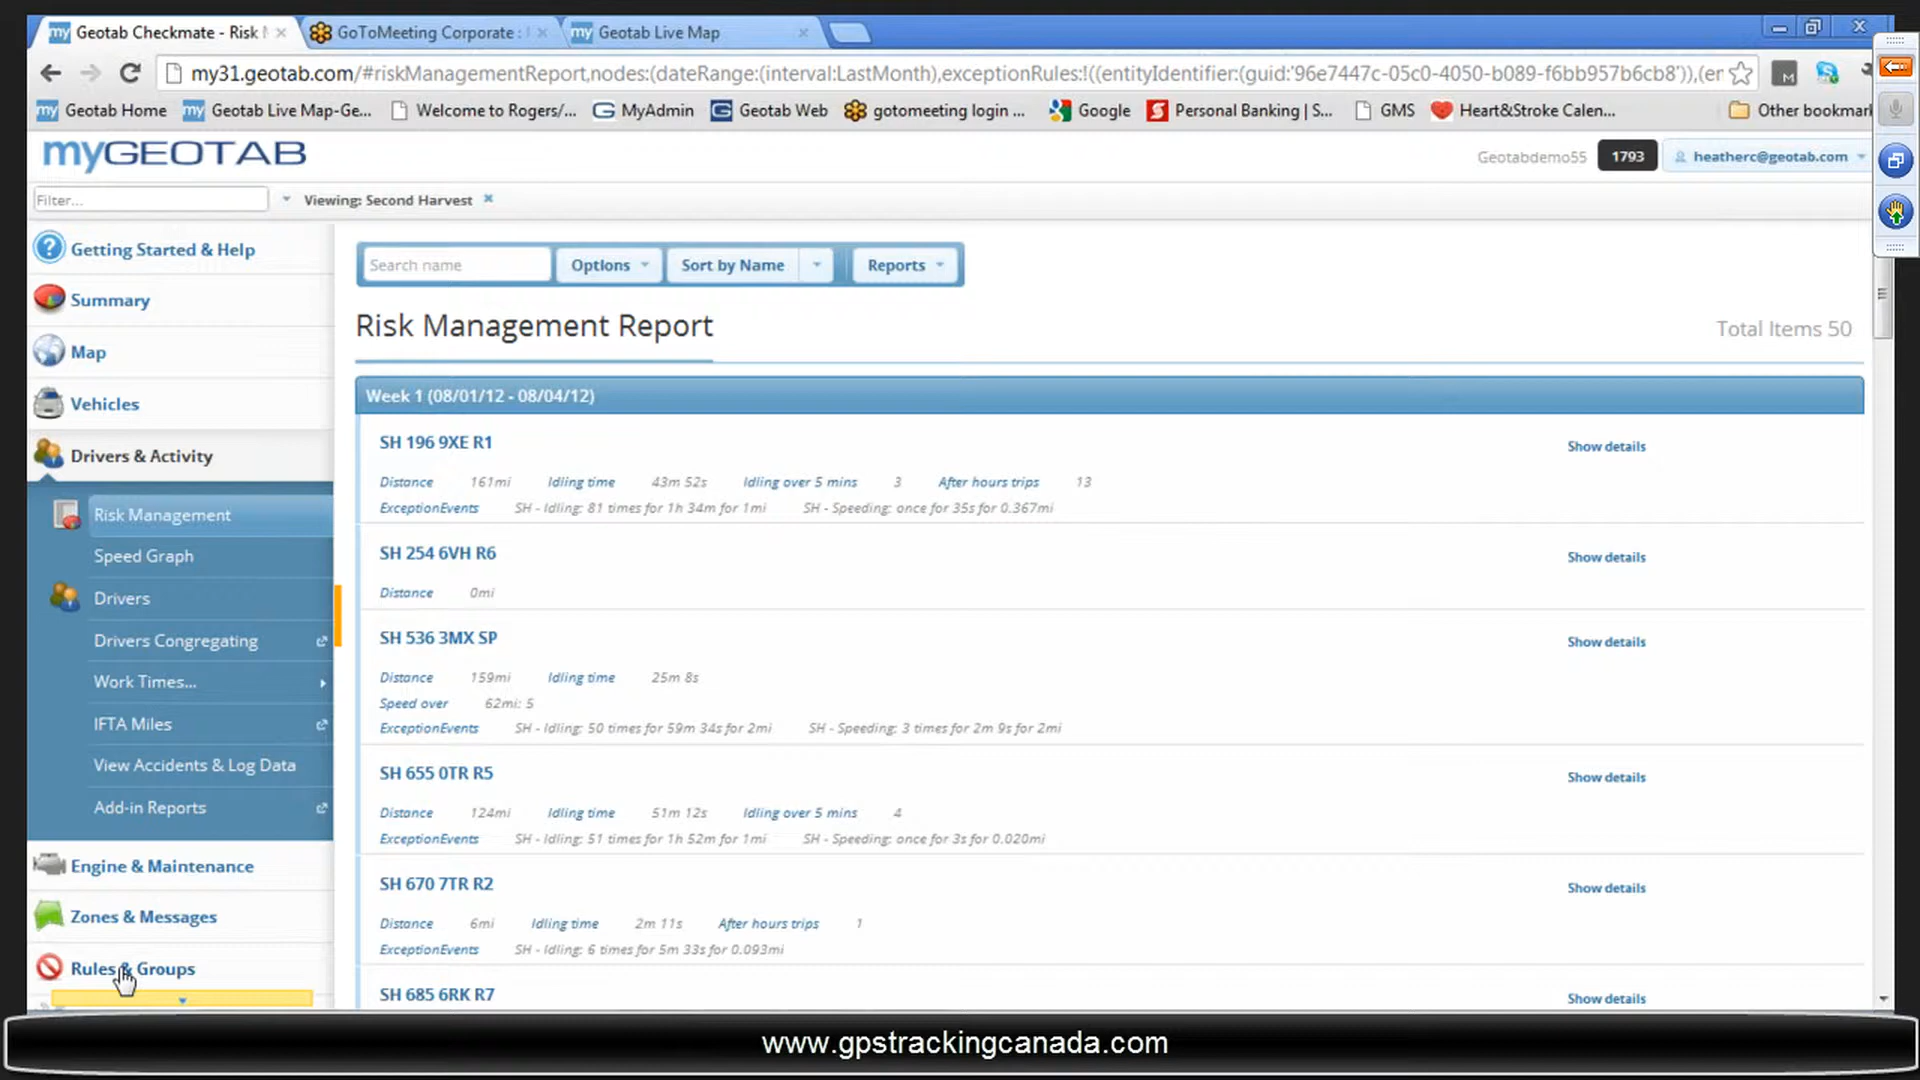 my Geotab Checkmate - Risk
GoToMeeting Corporate :
my Geotab Live Map
my31.geotab.com/#riskManagementReport,nodes:(dateRange:(interval:LastMonth),exceptionRules:!((entityIdentifier:(guid:'96e7447c-05c0-4050-b089-f6bb957b6cb8')),(er
my Geotab Home my Geotab Live Map-Ge... Welcome to Rogers/... MyAdmin Geotab Web gotomeeting login ... Google Personal Banking | S... GMS Heart&Stroke Calen... Other bookmark
myGEOTAB
Geotabdemo55 1793 heatherc@geotab.com
Filter... Viewing: Second Harvest
Getting Started & Help
Summary
Map
Vehicles
Drivers & Activity
Risk Management
Speed Graph
Drivers
Drivers Congregating
Work Times...
IFTA Miles
View Accidents & Log Data
Add-in Reports
Engine & Maintenance
Zones & Messages
Rules & Groups
Search name Options Sort by Name Reports
Risk Management Report
Total Items 50
Week 1 (08/01/12 - 08/04/12)
SH 196 9XE R1 Show details
Distance 161mi Idling time 43m 52s Idling over 5 mins 3 After hours trips 13
ExceptionEvents SH - Idling: 81 times for 1h 34m for 1mi SH - Speeding: once for 35s for 0.367mi
SH 254 6VH R6 Show details
Distance 0mi
SH 536 3MX SP Show details
Distance 159mi Idling time 25m 8s
Speed over 62mi: 5
ExceptionEvents SH - Idling: 50 times for 59m 34s for 2mi SH - Speeding: 3 times for 2m 9s for 2mi
SH 655 0TR R5 Show details
Distance 124mi Idling time 51m 12s Idling over 5 mins 4
ExceptionEvents SH - Idling: 51 times for 1h 52m for 1mi SH - Speeding: once for 3s for 0.020mi
SH 670 7TR R2 Show details
Distance 6mi Idling time 2m 11s After hours trips 1
ExceptionEvents SH - Idling: 6 times for 5m 33s for 0.093mi
SH 685 6RK R7 Show details
www.gpstrackingcanada.com